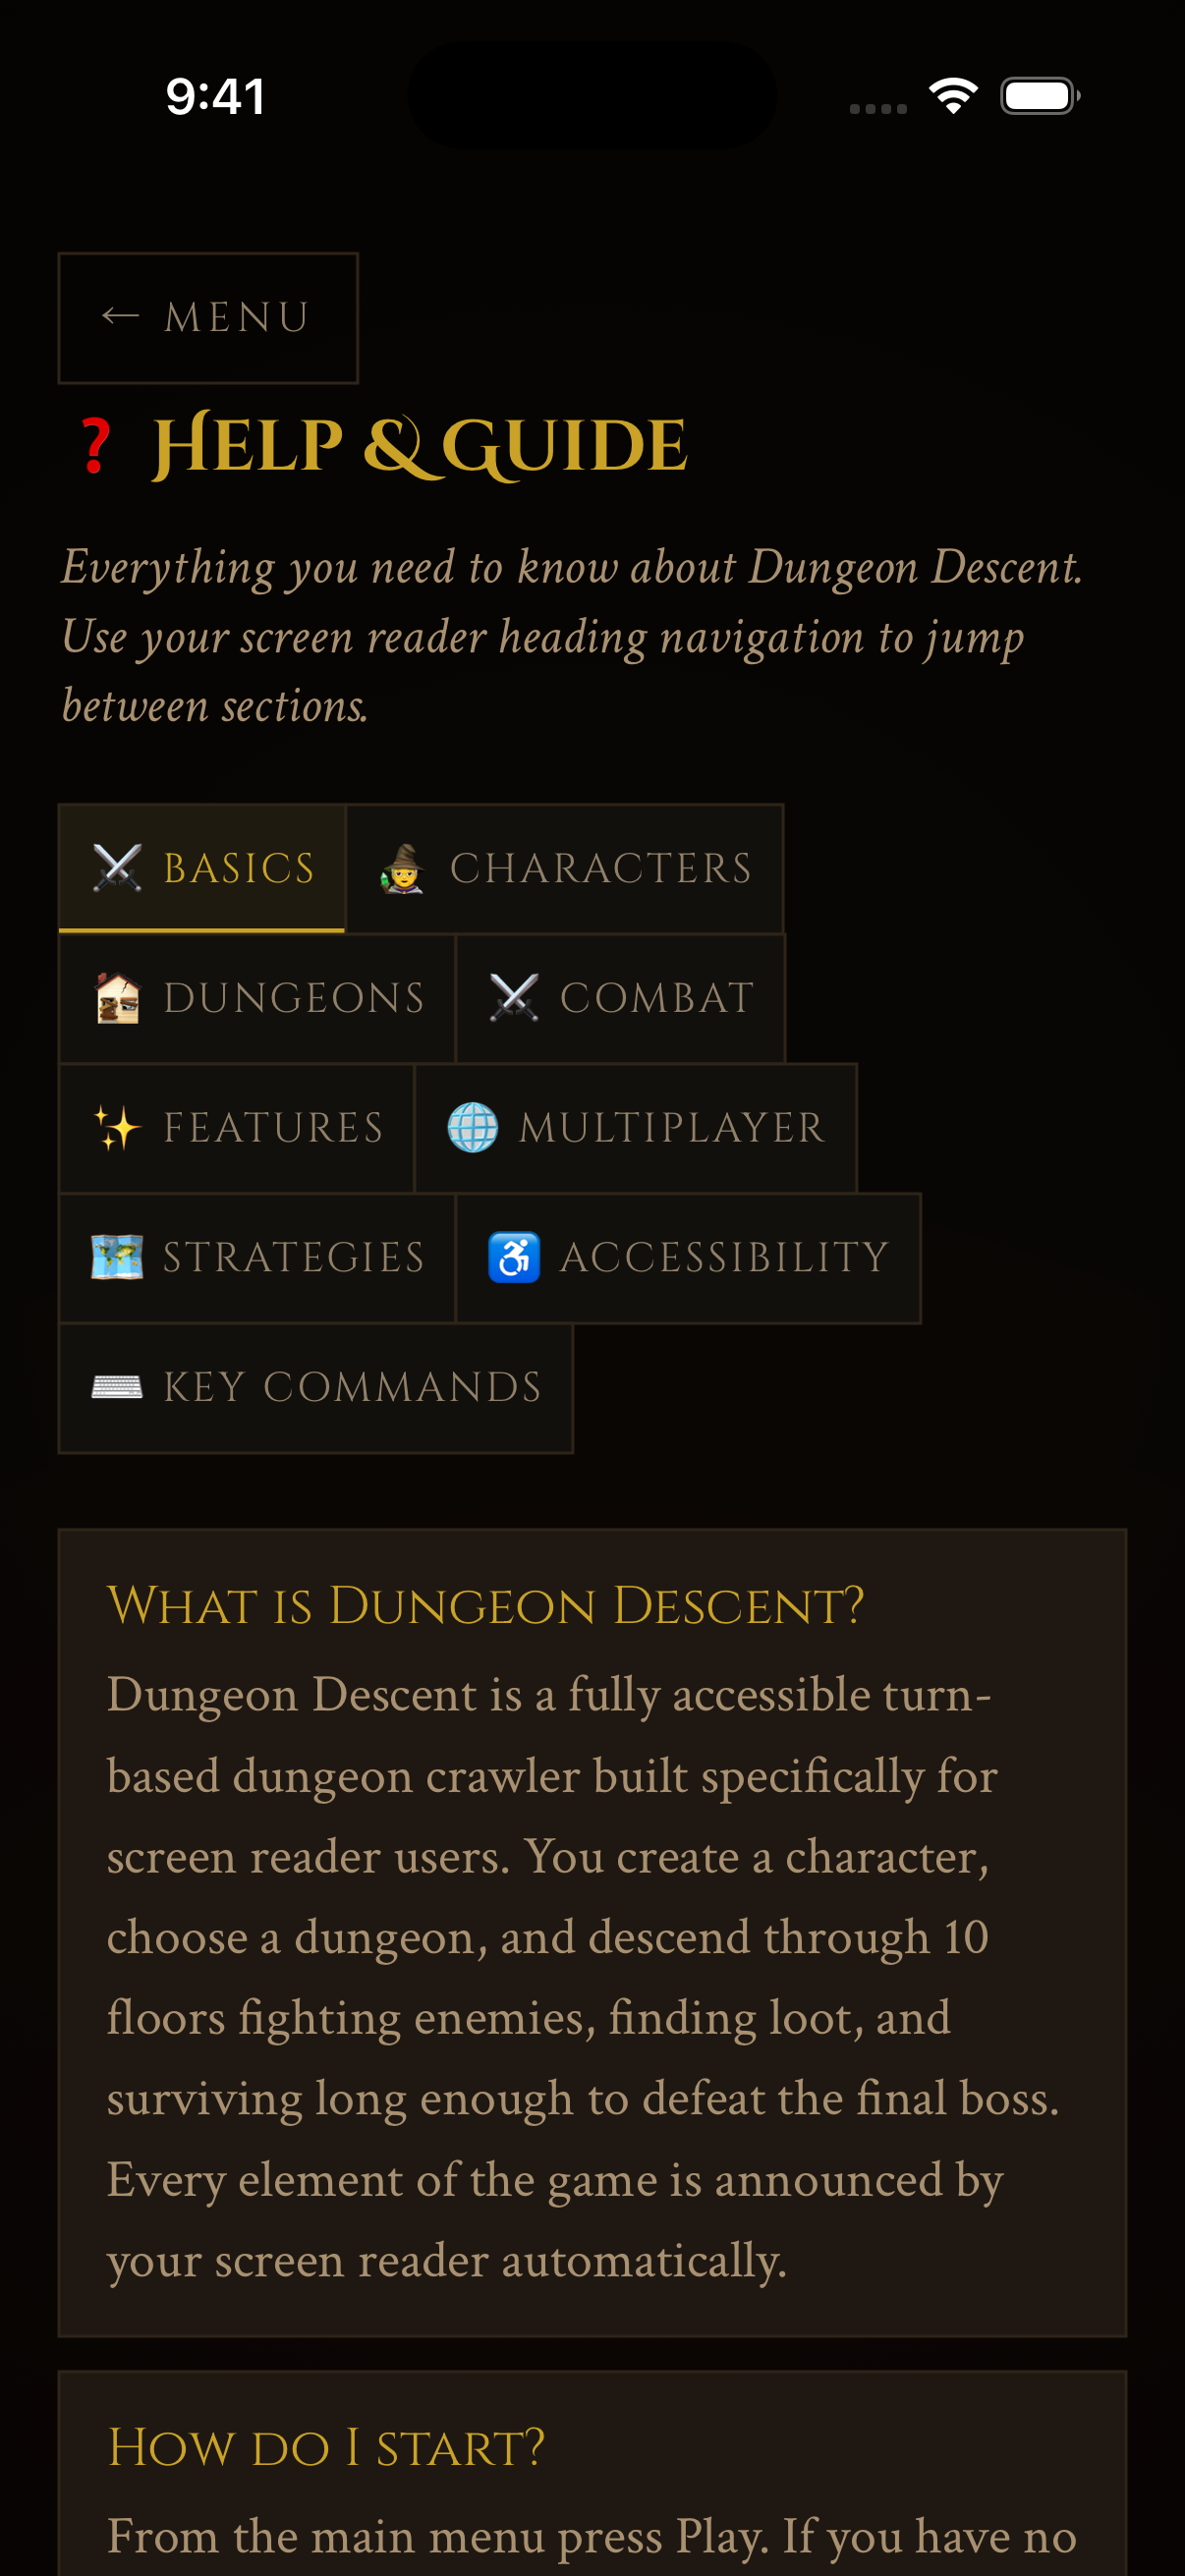 9:41
← MENU
❓ Help & Guide
Everything you need to know about Dungeon Descent.
Use your screen reader heading navigation to jump
between sections.
⚔️ BASICS
🧙 CHARACTERS
🏚️ DUNGEONS
⚔️ COMBAT
✨ FEATURES
🌐 MULTIPLAYER
🗺️ STRATEGIES
♿ ACCESSIBILITY
⌨️ KEY COMMANDS
What is Dungeon Descent?
Dungeon Descent is a fully accessible turn-
based dungeon crawler built specifically for
screen reader users. You create a character,
choose a dungeon, and descend through 10
floors fighting enemies, finding loot, and
surviving long enough to defeat the final boss.
Every element of the game is announced by
your screen reader automatically.
How do I start?
From the main menu press Play. If you have no